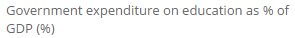 Government expenditure on education as % of
GDP (%)